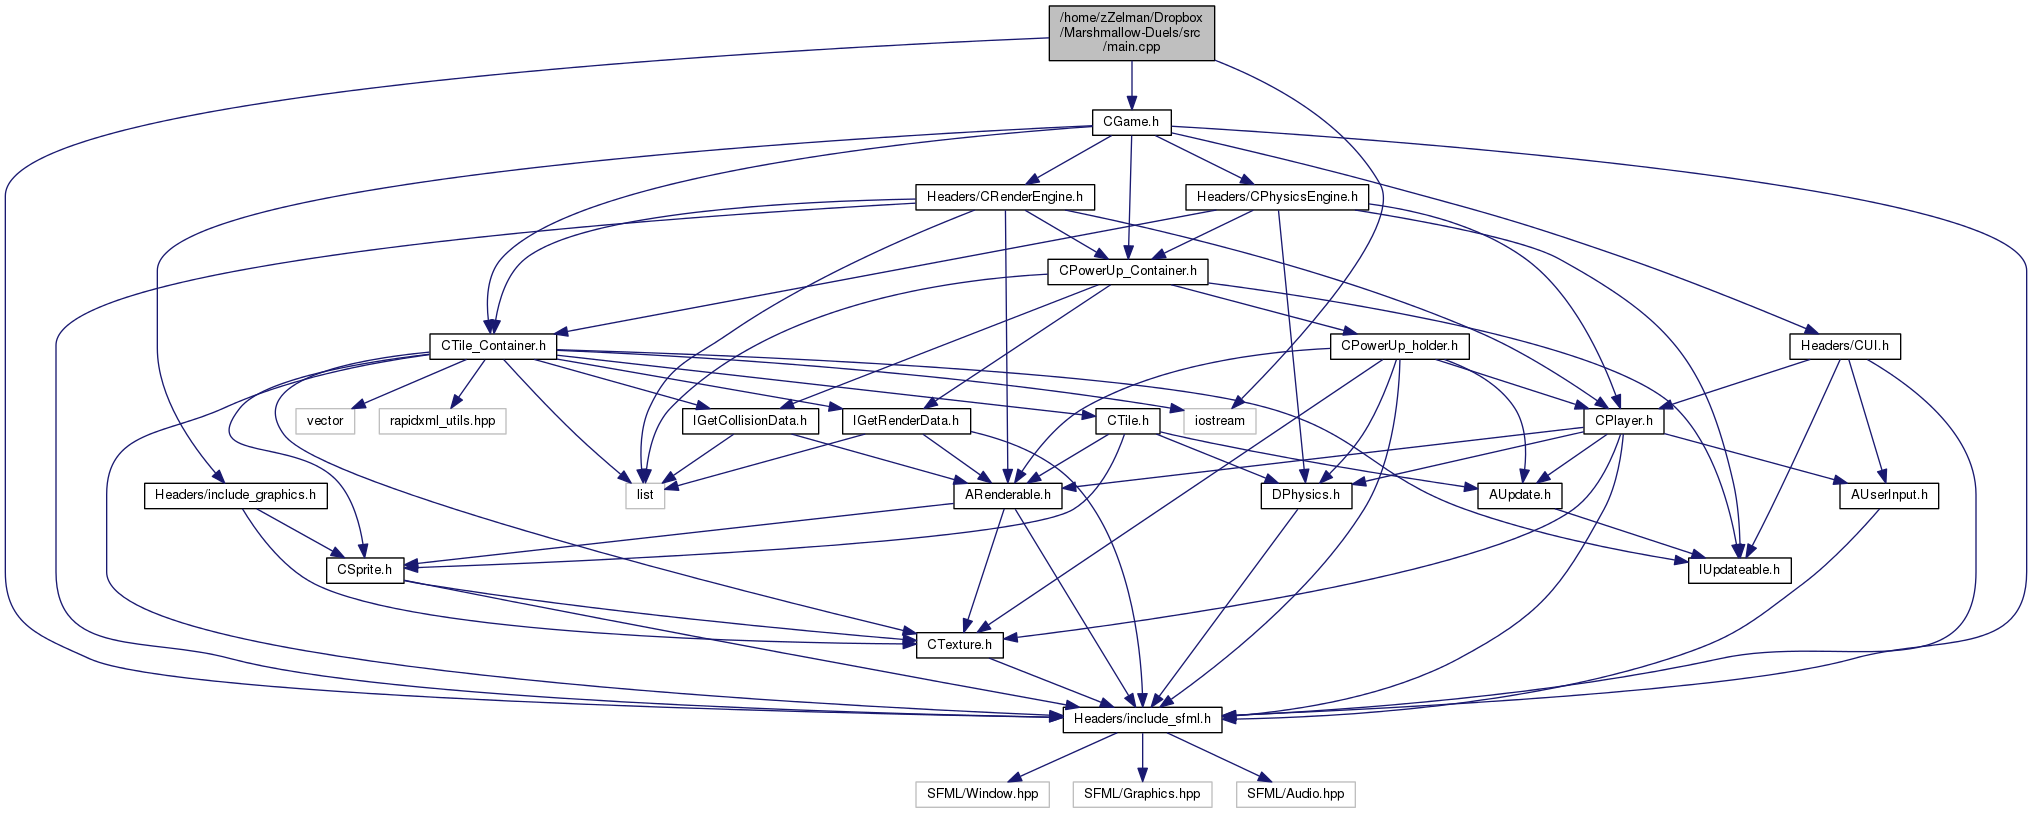 /home/zZelman/Dropbox
/Marshmallow-Duels/src
/main.cpp
CGame.h
Headers/CRenderEngine.h
Headers/CPhysicsEngine.h
CPowerUp_Container.h
CTile_Container.h
CPowerUp_holder.h
Headers/CUI.h
vector
rapidxml_utils.hpp
IGetCollisionData.h
IGetRenderData.h
CTile.h
iostream
CPlayer.h
Headers/include_graphics.h
list
ARenderable.h
DPhysics.h
AUpdate.h
AUserInput.h
CSprite.h
IUpdateable.h
CTexture.h
Headers/include_sfml.h
SFML/Window.hpp
SFML/Graphics.hpp
SFML/Audio.hpp